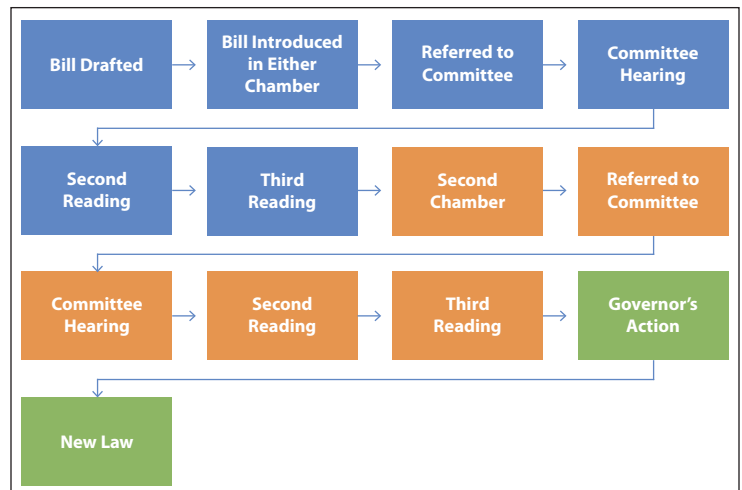 Bill Drafted
Bill Introduced
in Either
Chamber
Referred to
Committee
Committee
Hearing
Second
Reading
Third
Reading
Second
Chamber
Referred to
Committee
Committee
Hearing
Second
Reading
Third
Reading
Governor’s
Action
New Law